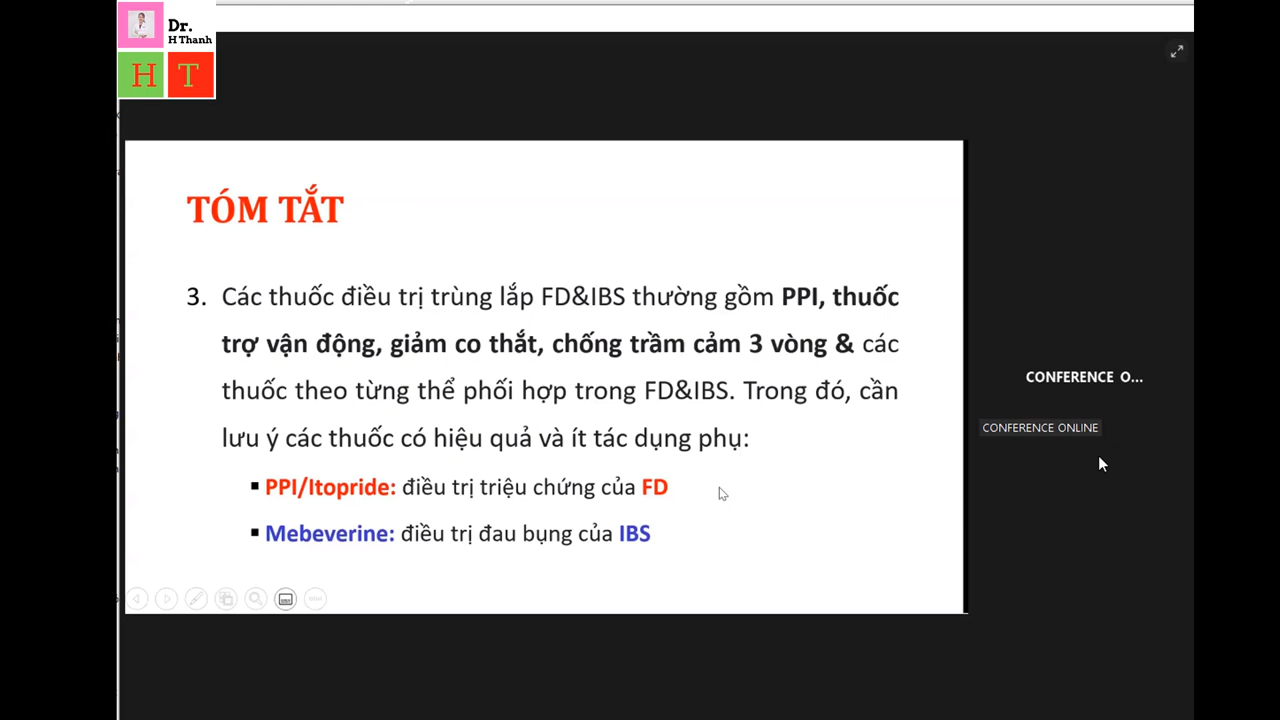 Dr.
H Thanh
H T
TÓM TẮT
3. Các thuốc điều trị trùng lắp FD&IBS thường gồm PPI, thuốc
trợ vận động, giảm co thắt, chống trầm cảm 3 vòng & các
thuốc theo từng thể phối hợp trong FD&IBS. Trong đó, cần
lưu ý các thuốc có hiệu quả và ít tác dụng phụ:
▪ PPI/Itopride: điều trị triệu chứng của FD
▪ Mebeverine: điều trị đau bụng của IBS
CONFERENCE O...
CONFERENCE ONLINE